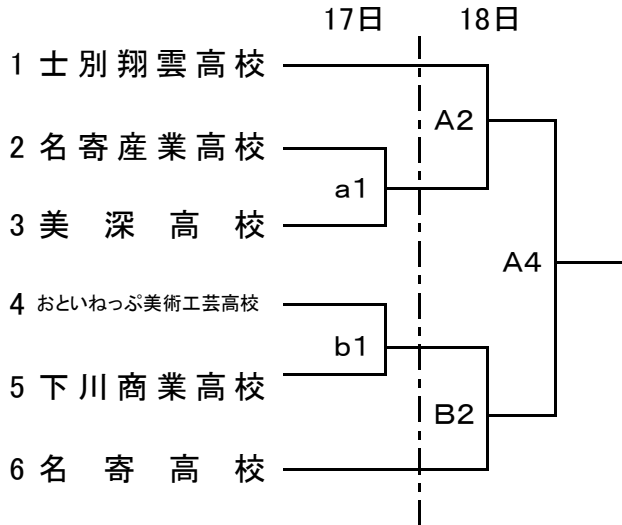 17日 18日
1 士別翔雲高校
A2
2 名寄産業高校
a1
3 美深高校
A4
4 おといねっぷ美術工芸高校
b1
5 下川商業高校
B2
6 名寄高校